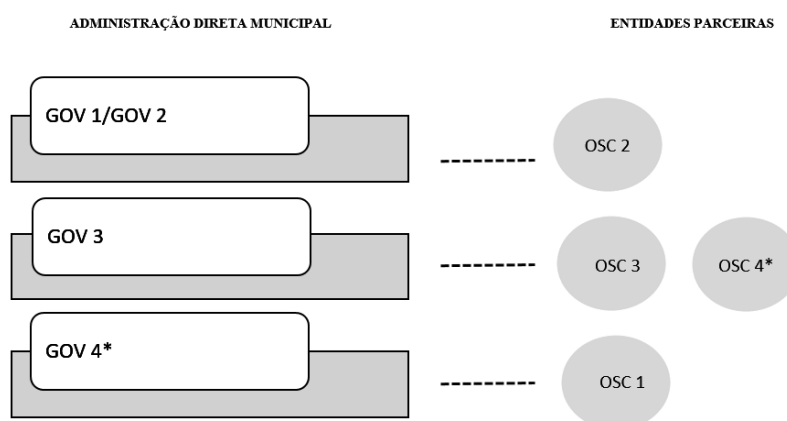 ADMINISTRAÇÃO DIRETA MUNICIPAL
ENTIDADES PARCEIRAS
GOV 1/GOV 2
OSC 2
GOV 3
OSC 3
OSC 4*
GOV 4*
OSC 1